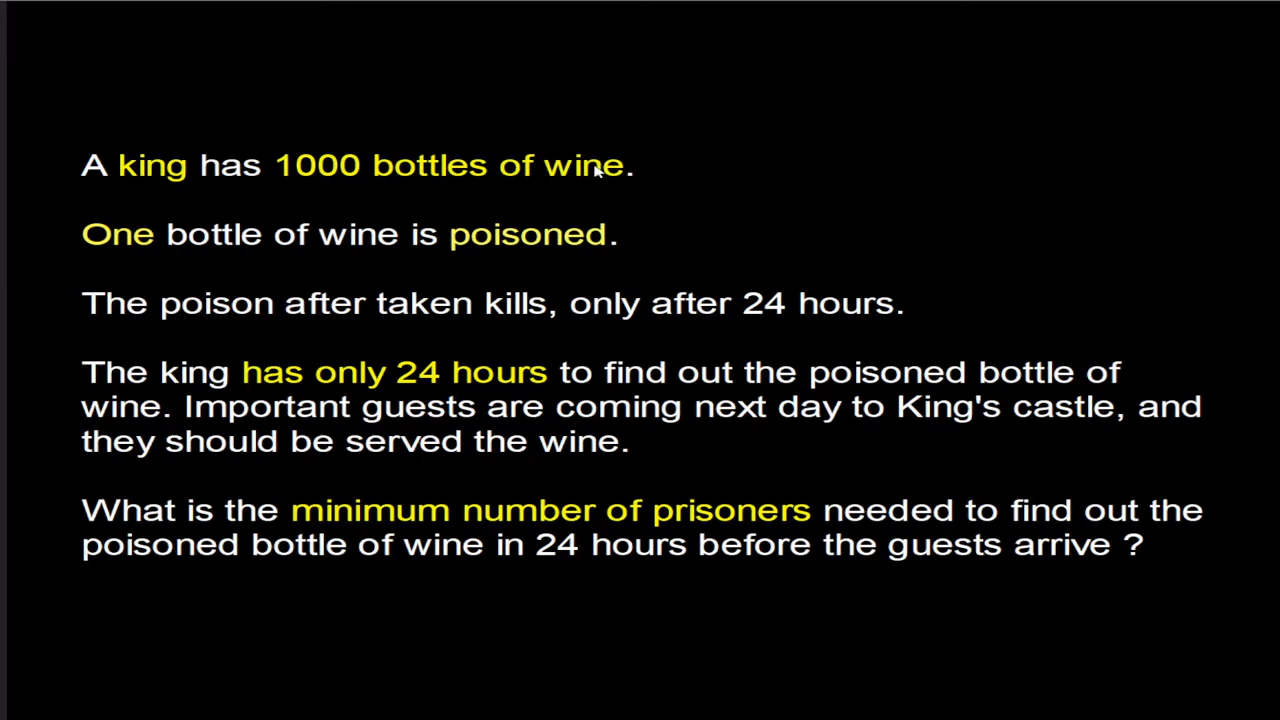 A king has 1000 bottles of wine.
One bottle of wine is poisoned.
The poison after taken kills, only after 24 hours.
The king has only 24 hours to find out the poisoned bottle of
wine. Important guests are coming next day to King's castle, and
they should be served the wine.
What is the minimum number of prisoners needed to find out the
poisoned bottle of wine in 24 hours before the guests arrive ?